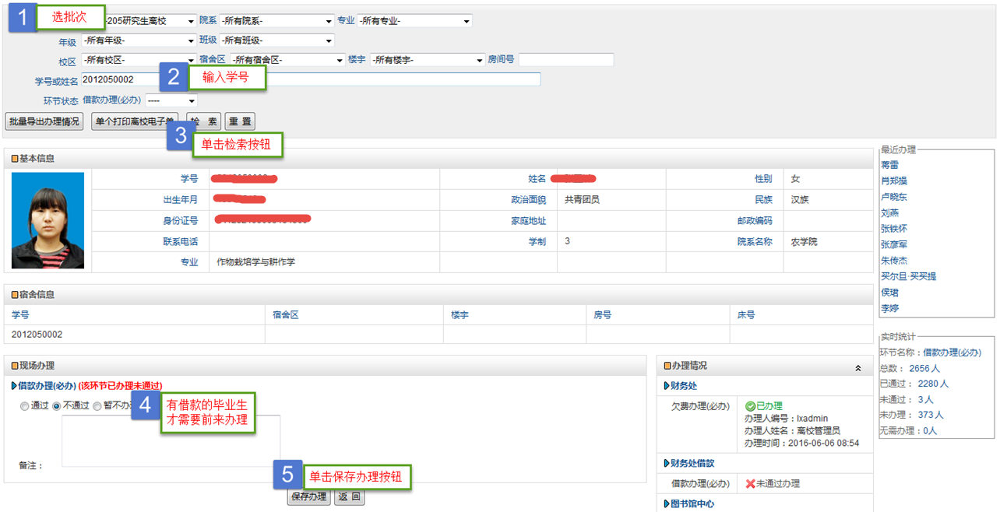 1 选批次
-205研究生离校 院系 -所有院系- 专业 -所有专业-
年级 -所有年级- 班级 -所有班级-
校区 -所有校区- 宿舍区 -所有宿舍区- 楼宇 -所有楼宇- 房间号
学号或姓名 2012050002
2 输入学号
环节状态 借款办理(必办) ----
批量导出办理情况 单个打印离校电子单 检 索 重 置
3 单击检索按钮
基本信息
学号 姓名 性别 女
出生年月 政治面貌 共青团员 民族 汉族
身份证号 家庭地址 邮政编码
联系电话 学制 3 院系名称 农学院
专业 作物栽培学与耕作学
宿舍信息
学号 宿舍区 楼宇 房号 床号
2012050002
现场办理
借款办理(必办) (该环节已办理未通过)
通过 不通过 暂不办
4 有借款的毕业生
才需要前来办理
备注：
5 单击保存办理按钮
保存办理 返 回
办理情况
财务处
欠费办理(必办) 已办理
办理人编号：lxadmin
办理人姓名：离校管理员
办理时间：2016-06-06 08:54
财务处借款
借款办理(必办) 未通过办理
图书馆中心
最近办理
蒋雷
肖郑操
卢晓东
刘燕
张铁怀
张彦军
朱传杰
买尔旦·买买提
侯珺
李婷
实时统计
环节名称：借款办理(必办)
总数： 2656人
已通过： 2280人
未通过： 3人
未办理： 373人
无需办理：0人